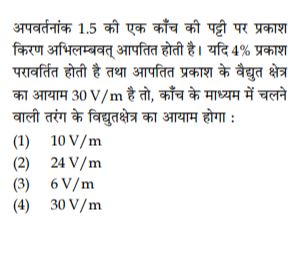 अपवर्तनांक 1.5 की एक काँच की पट्टी पर प्रकाश
किरण अभिलम्बवत् आपतित होती है। यदि 4% प्रकाश
परावर्तित होती है तथा आपतित प्रकाश के वैद्युत क्षेत्र
का आयाम 30 V/m है तो, काँच के माध्यम में चलने
वाली तरंग के विद्युतक्षेत्र का आयाम होगा :
(1) 10 V/m
(2) 24 V/m
(3) 6 V/m
(4) 30 V/m